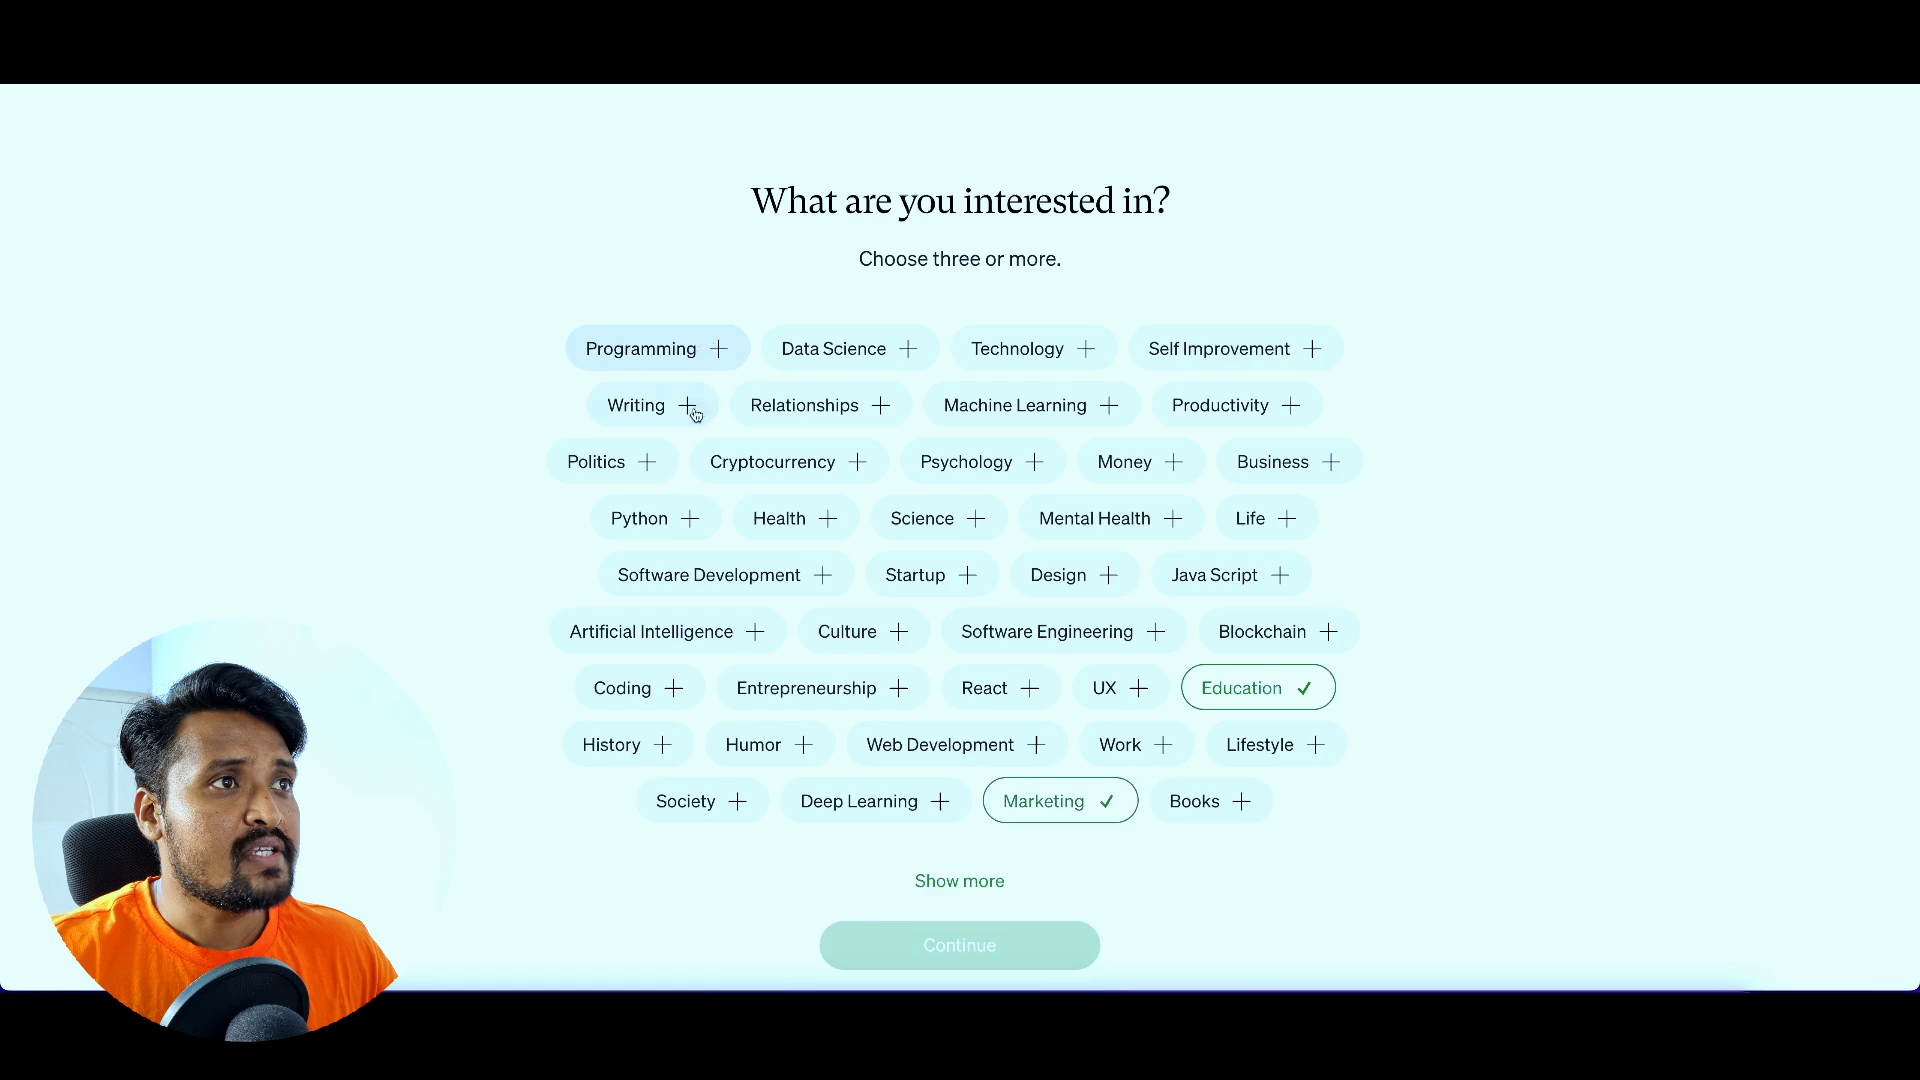 What are you interested in?
Choose three or more.
Programming Data Science Technology Self Improvement
Writing Relationships Machine Learning Productivity
Politics Cryptocurrency Psychology Money Business
Python Health Science Mental Health Life
Software Development Startup Design Java Script
Artificial Intelligence Culture Software Engineering Blockchain
Coding Entrepreneurship React UX Education
History Humor Web Development Work Lifestyle
Society Deep Learning Marketing Books
Show more
Continue